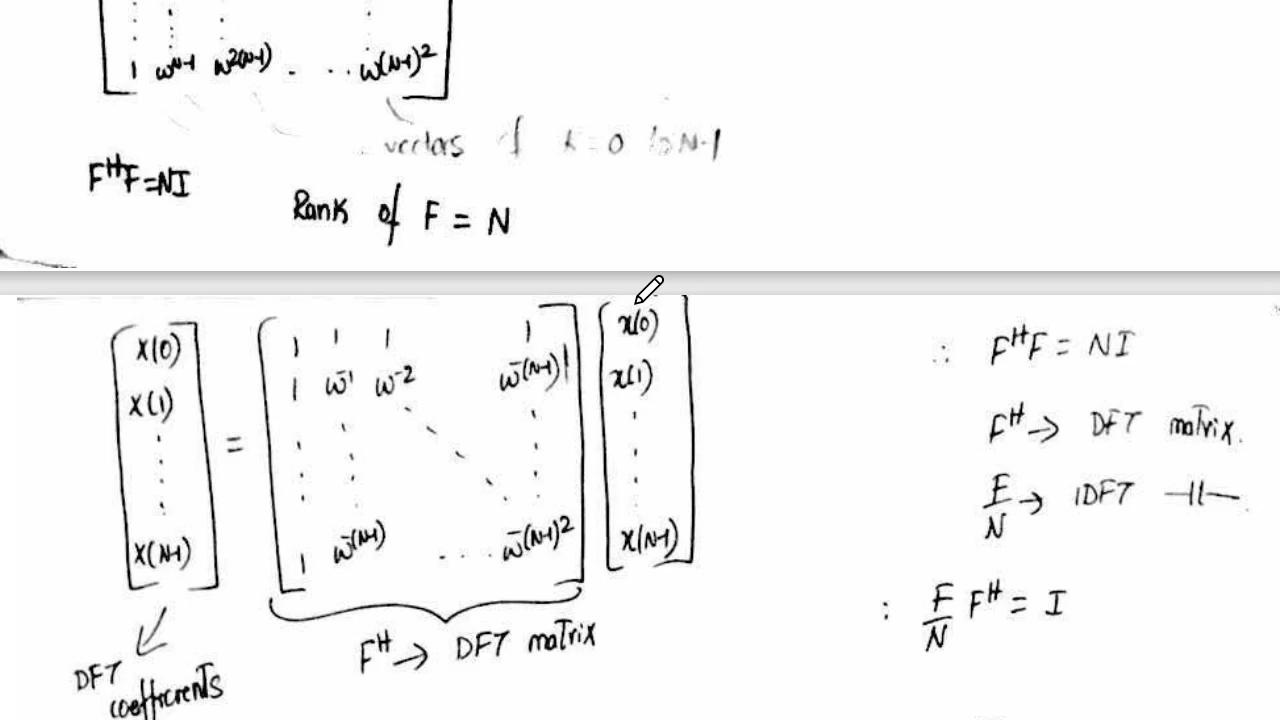 1 ω^{N-1} ω^{2(N-1)} . . . ω^{(N-1)^2}
vectors of K=0 to N-1
F^H F = NI
Rank of F = N
[X(0) X(1) ⋮ X(N-1)] = [1 1 1 1
1 ω^{-1} ω^{-2} ω^{-(N-1)}
1 ω^{-(N-1)} . . . . ω^{-(N-1)^2}] [x(0) x(1) ⋮ x(N-1)]
DFT coefficients
F^H → DFT matrix
∴ F^H F = NI
F^H → DFT matrix.
F/N → IDFT —||—
: F/N F^H = I